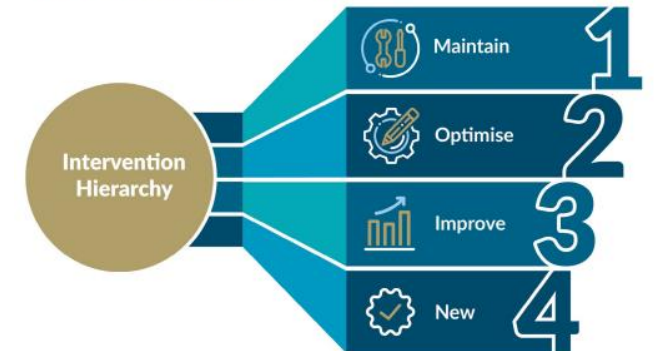 Intervention
Hierarchy
Maintain 1
Optimise 2
Improve 3
New 4